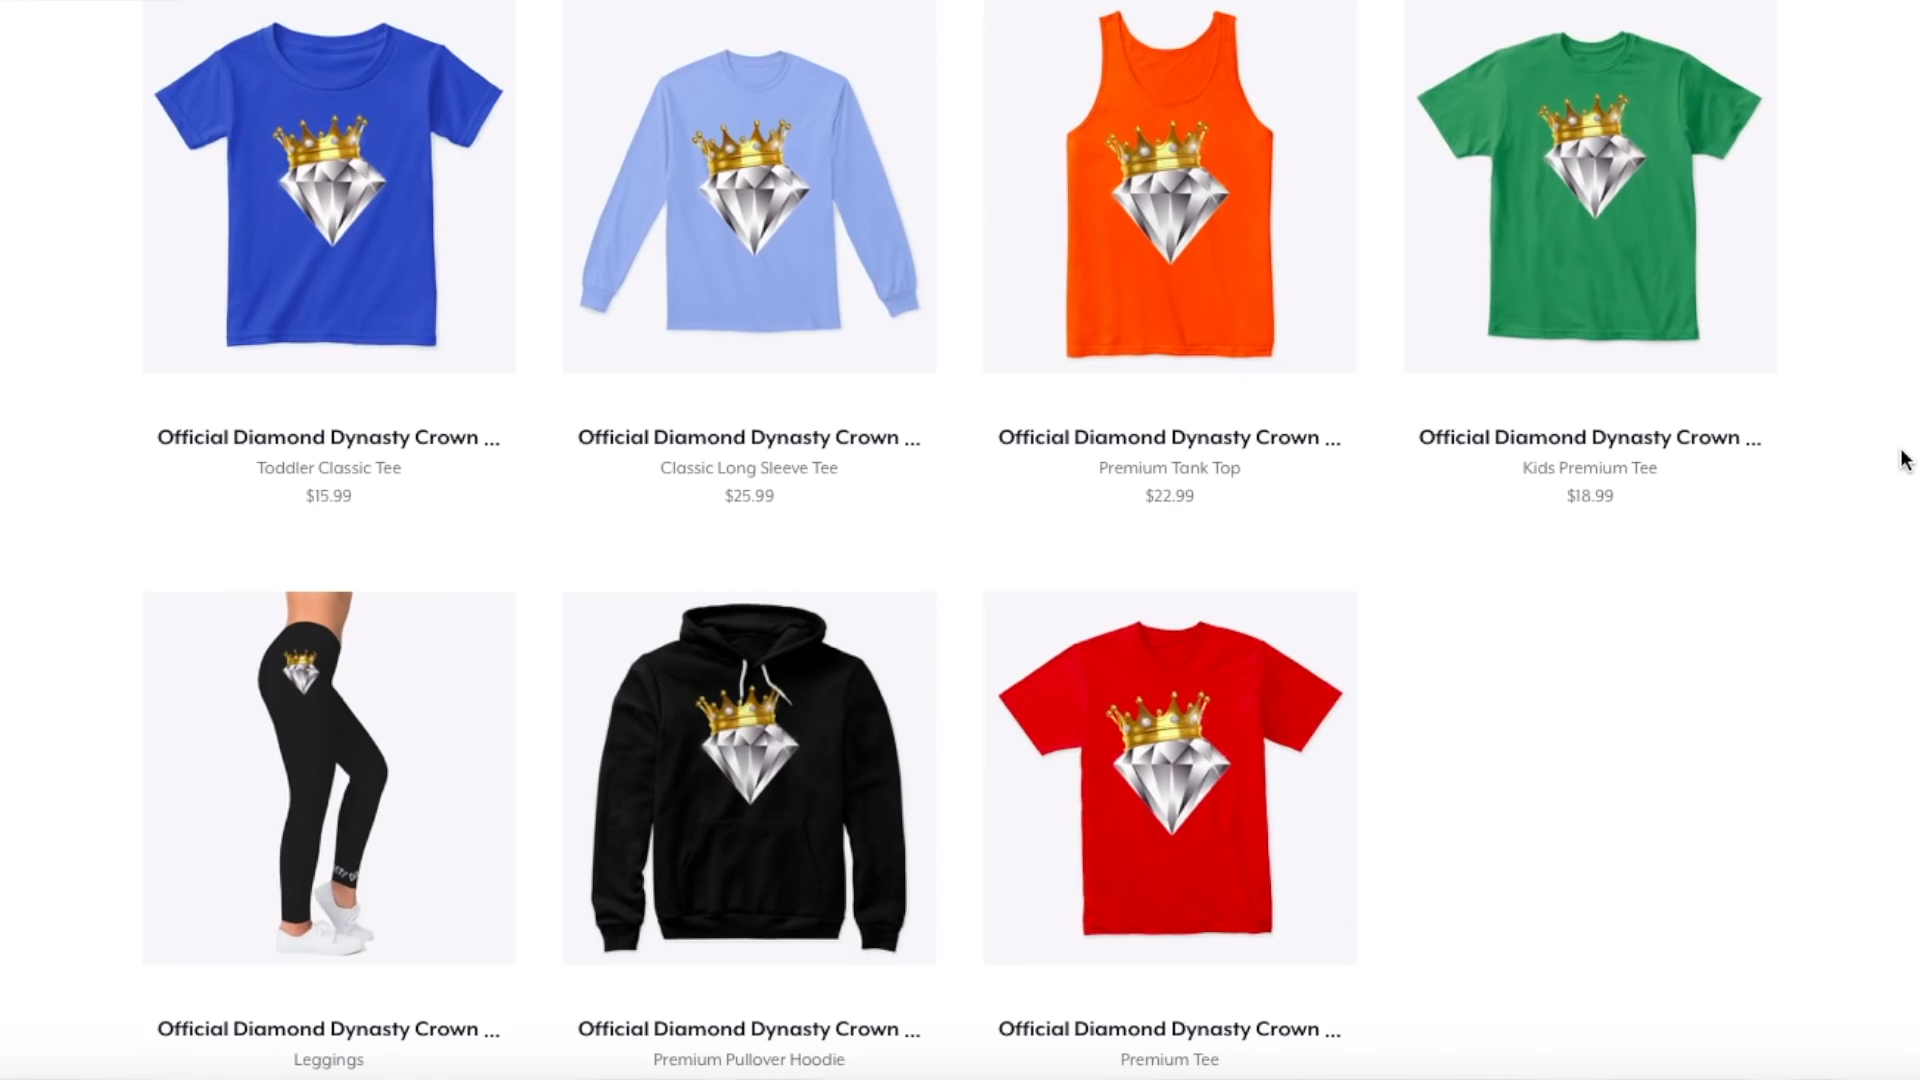 Official Diamond Dynasty Crown ...
Toddler Classic Tee
$15.99
Official Diamond Dynasty Crown ...
Classic Long Sleeve Tee
$25.99
Official Diamond Dynasty Crown ...
Premium Tank Top
$22.99
Official Diamond Dynasty Crown ...
Kids Premium Tee
$18.99
Official Diamond Dynasty Crown ...
Leggings
Official Diamond Dynasty Crown ...
Premium Pullover Hoodie
Official Diamond Dynasty Crown ...
Premium Tee